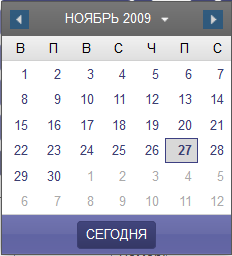 НОЯБРЬ 2009
В П В С Ч П С
1 2 3 4 5 6 7
8 9 10 11 12 13 14
15 16 17 18 19 20 21
22 23 24 25 26 27 28
29 30 1 2 3 4 5
6 7 8 9 10 11 12
СЕГОДНЯ